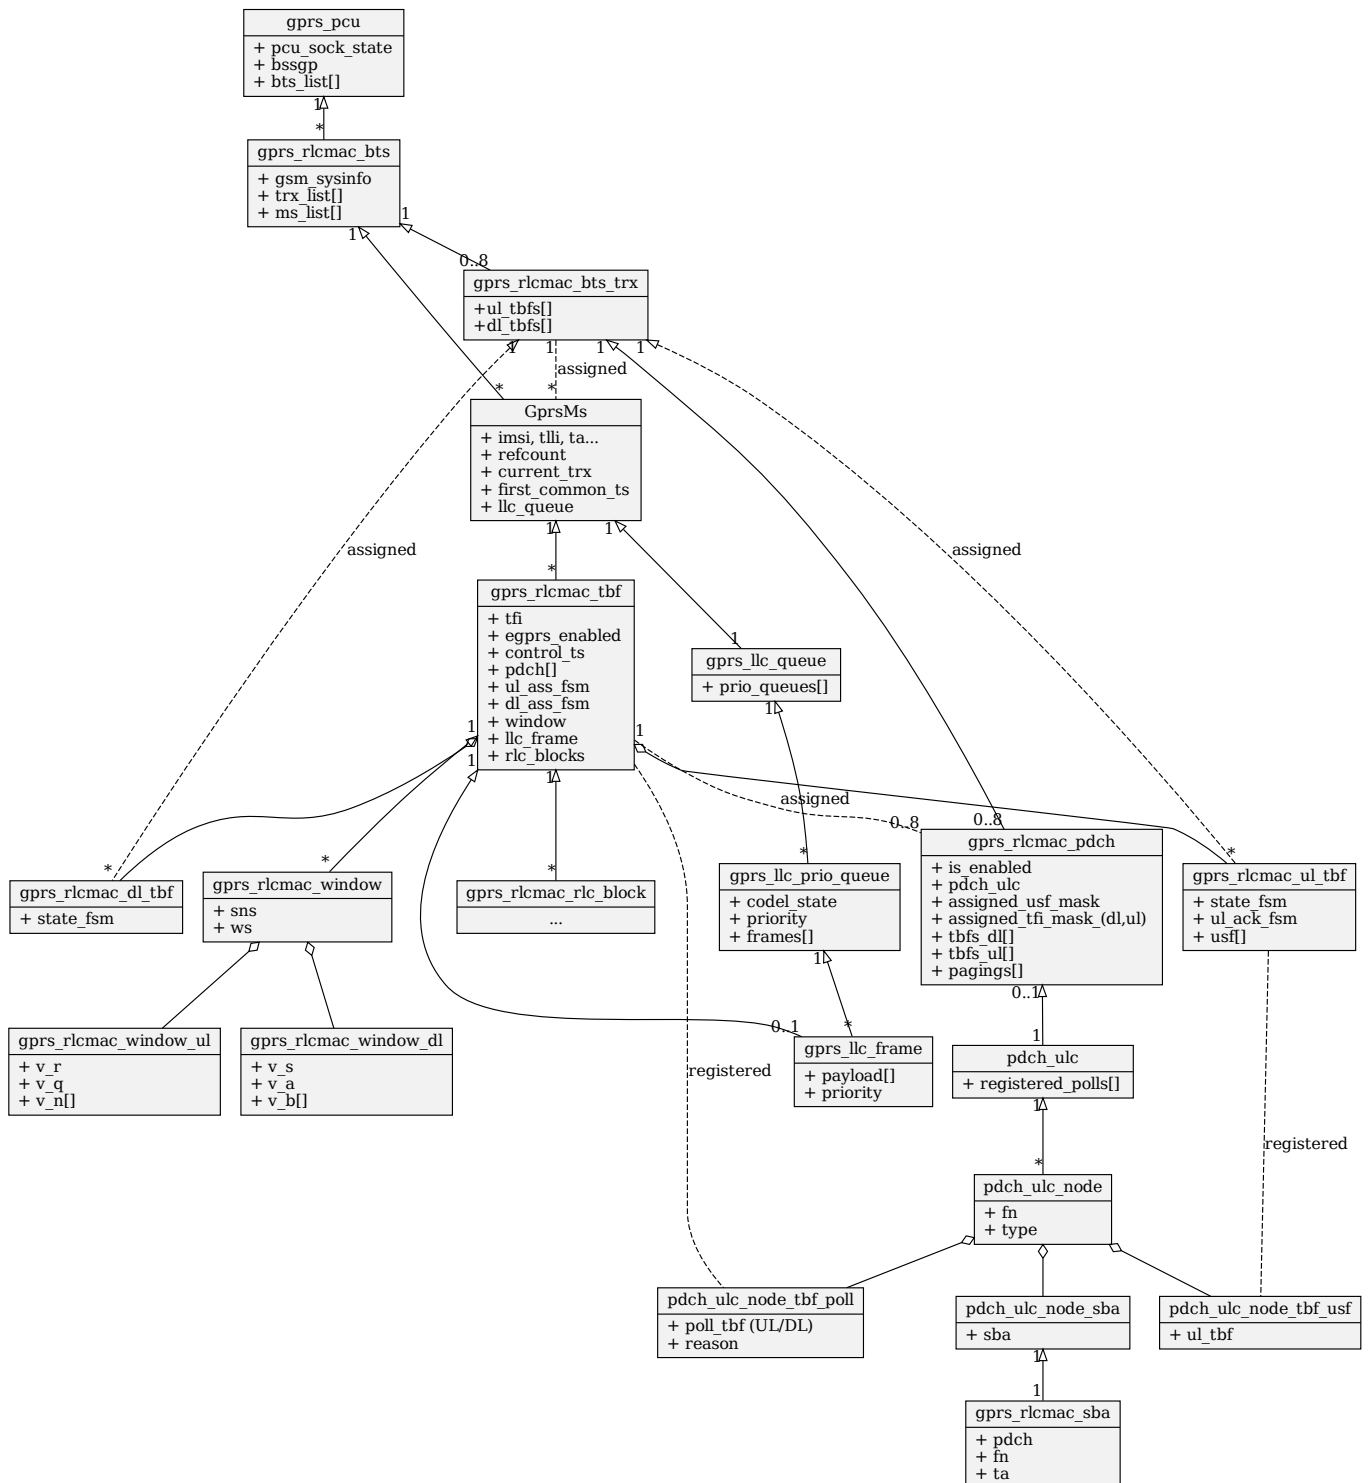 gprs_pcu
+ pcu_sock_state
+ bssgp
+ bts_list[]
1
*
gprs_rlcmac_bts
+ gsm_sysinfo
+ trx_list[]
+ ms_list[]
1
1
0..8
gprs_rlcmac_bts_trx
+ul_tbfs[]
+dl_tbfs[]
1
1
1
1
assigned
*
*
GprsMs
+ imsi, tlli, ta...
+ refcount
+ current_trx
+ first_common_ts
+ llc_queue
1
1
assigned
assigned
*
gprs_rlcmac_tbf
+ tfi
+ egprs_enabled
+ control_ts
+ pdch[]
+ ul_ass_fsm
+ dl_ass_fsm
+ window
+ llc_frame
+ rlc_blocks
1
gprs_llc_queue
+ prio_queues[]
1
1
1
1
1
assigned
0..8
0..8
*
*
*
*
*
gprs_rlcmac_dl_tbf
+ state_fsm
gprs_rlcmac_window
+ sns
+ ws
gprs_rlcmac_rlc_block
...
gprs_llc_prio_queue
+ codel_state
+ priority
+ frames[]
gprs_rlcmac_pdch
+ is_enabled
+ pdch_ulc
+ assigned_usf_mask
+ assigned_tfi_mask_(dl,ul)
+ tbfs_dl[]
+ tbfs_ul[]
+ pagings[]
gprs_rlcmac_ul_tbf
+ state_fsm
+ ul_ack_fsm
+ usf[]
1
0..1
0..1
*
1
gprs_rlcmac_window_ul
+ v_r
+ v_q
+ v_n[]
gprs_rlcmac_window_dl
+ v_s
+ v_a
+ v_b[]
registered
gprs_llc_frame
+ payload[]
+ priority
pdch_ulc
+ registered_polls[]
1
registered
*
pdch_ulc_node
+ fn
+ type
pdch_ulc_node_tbf_poll
+ poll_tbf (UL/DL)
+ reason
pdch_ulc_node_sba
+ sba
pdch_ulc_node_tbf_usf
+ ul_tbf
1
1
gprs_rlcmac_sba
+ pdch
+ fn
+ ta